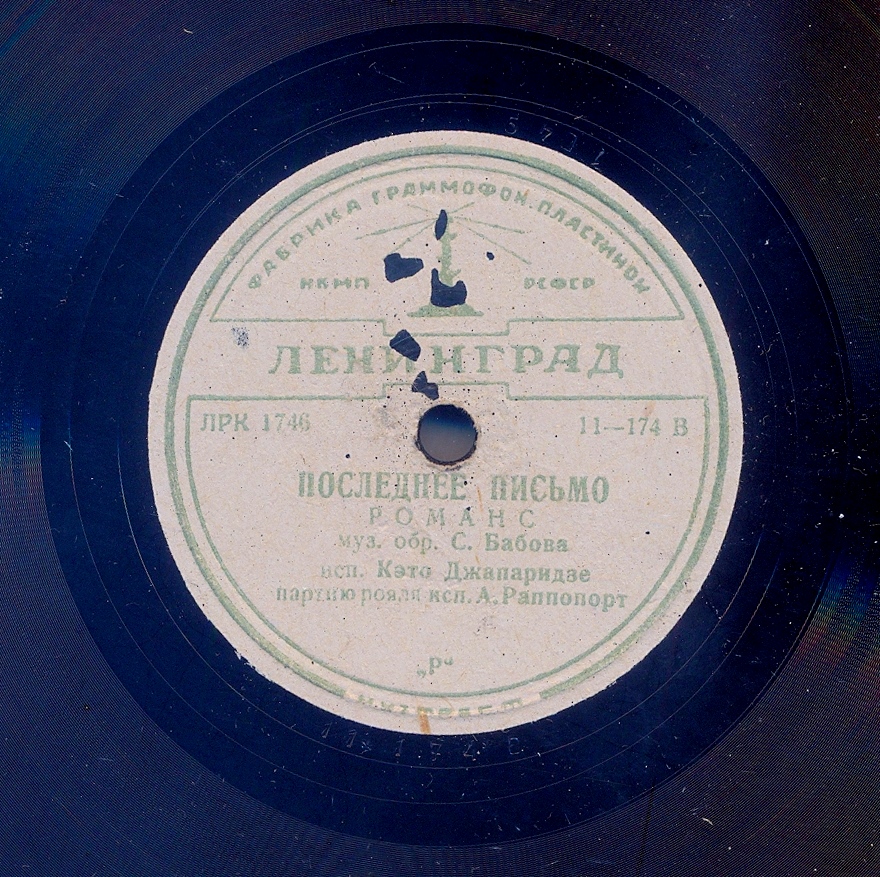 ФАБРИКА ГРАММОФОН. ПЛАСТИНОК
НКМП РСФСР
ЛЕНИНГРАД
ЛРК 1746 11—174 В
ПОСЛЕДНЕЕ ПИСЬМО
РОМАНС
муз. обр. С. Бабова
исп. Кэто Джапаридзе
партию рояля исп. А. Раппопорт
„Р“